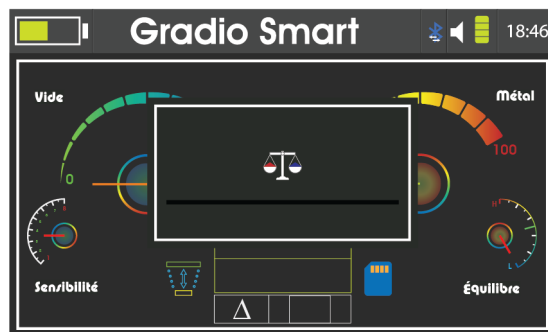 Gradio Smart
18:46
Vide
Métal
0
100
H
L
Sensibilité
Équilibre
Δ